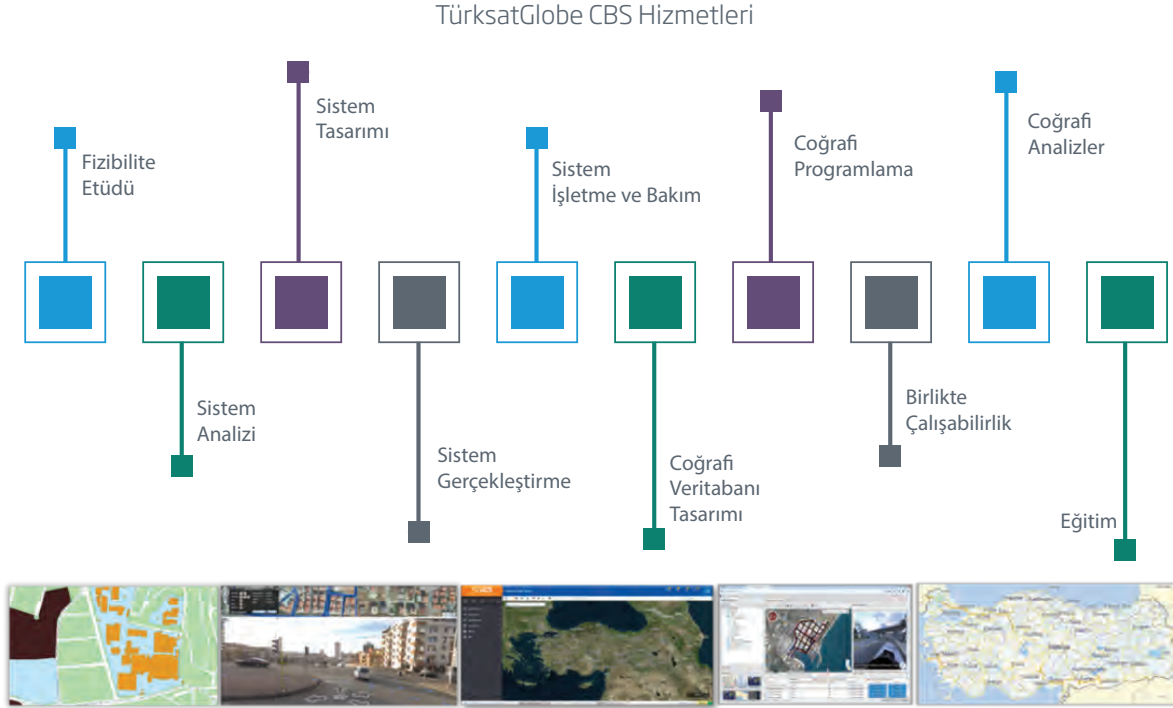 TürksatGlobe CBS Hizmetleri
Fizibilite
Etüdü
Sistem
Analizi
Sistem
Tasarımı
Sistem
Gerçekleştirme
Sistem
İşletme ve Bakım
Coğrafi
Veritabanı
Tasarımı
Coğrafi
Programlama
Birlikte
Çalışabilirlik
Coğrafi
Analizler
Eğitim